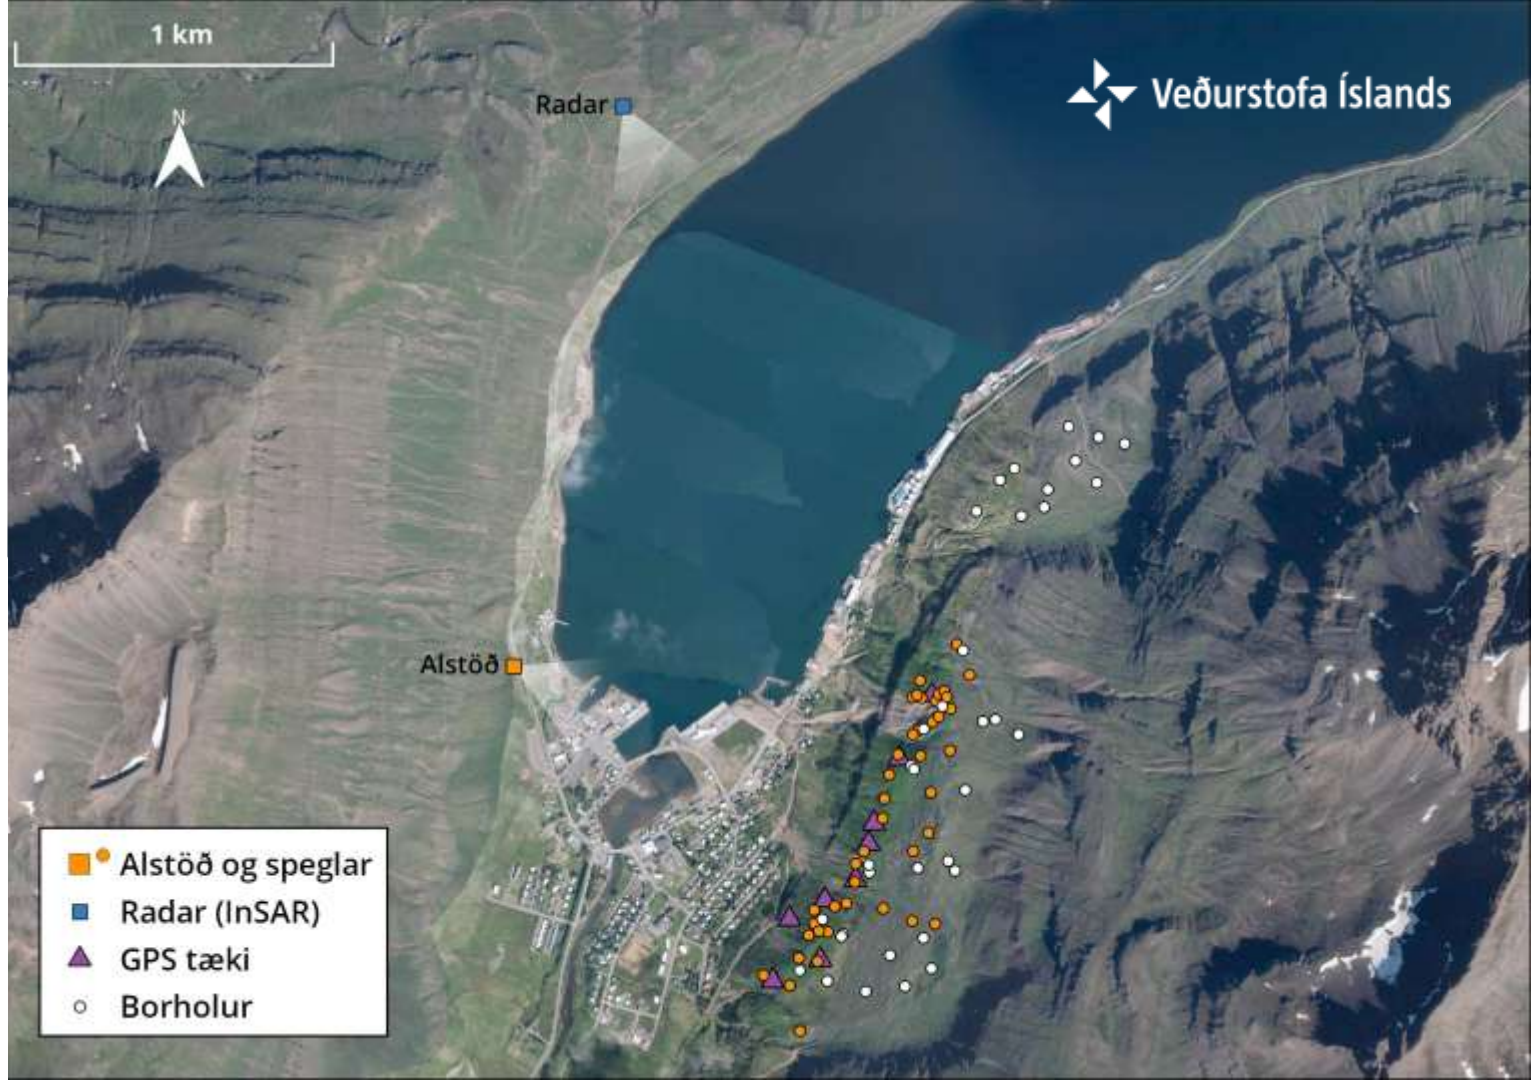 1 km
N
Radar
Veðurstofa Íslands
Alstöð
Alstöð og speglar
Radar (InSAR)
GPS tæki
Borholur